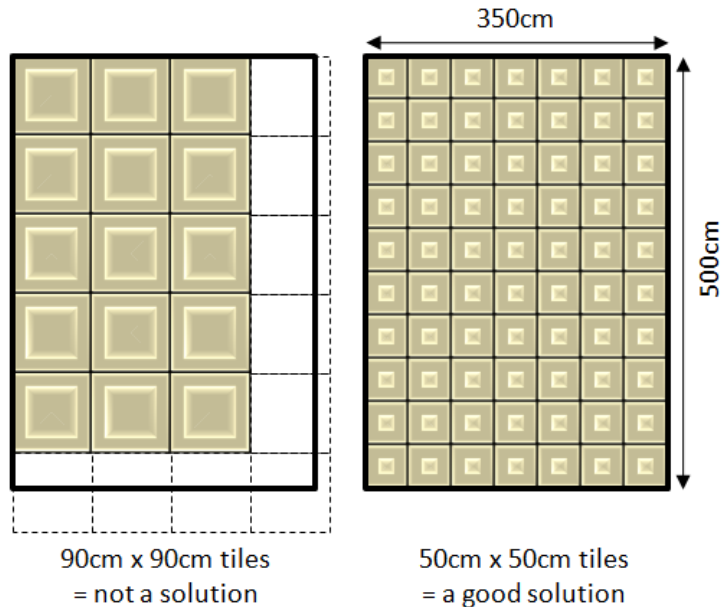 350cm
500cm
90cm x 90cm tiles
= not a solution
50cm x 50cm tiles
= a good solution